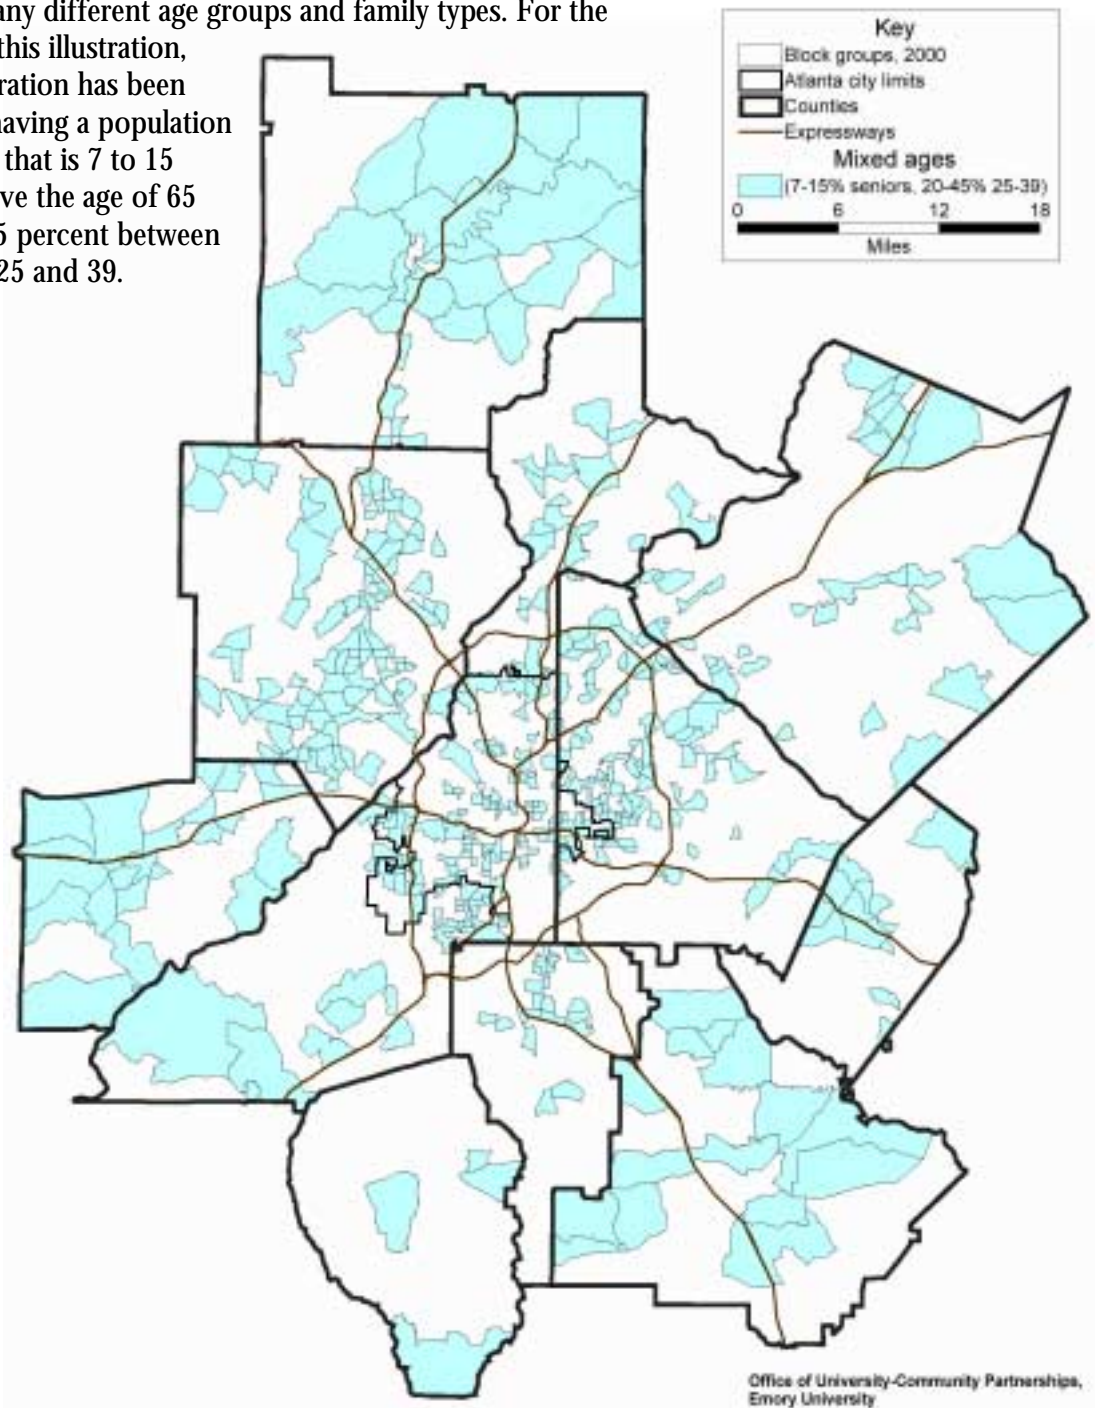 any different age groups and family types. For the
this illustration,
ration has been
having a population
that is 7 to 15
ve the age of 65
5 percent between
25 and 39.
Key
Block groups, 2000
Atlanta city limits
Counties
Expressways
Mixed ages
(7-15% seniors, 20-45% 25-39)
0 6 12 18
Miles
Office of University-Community Partnerships,
Emory University